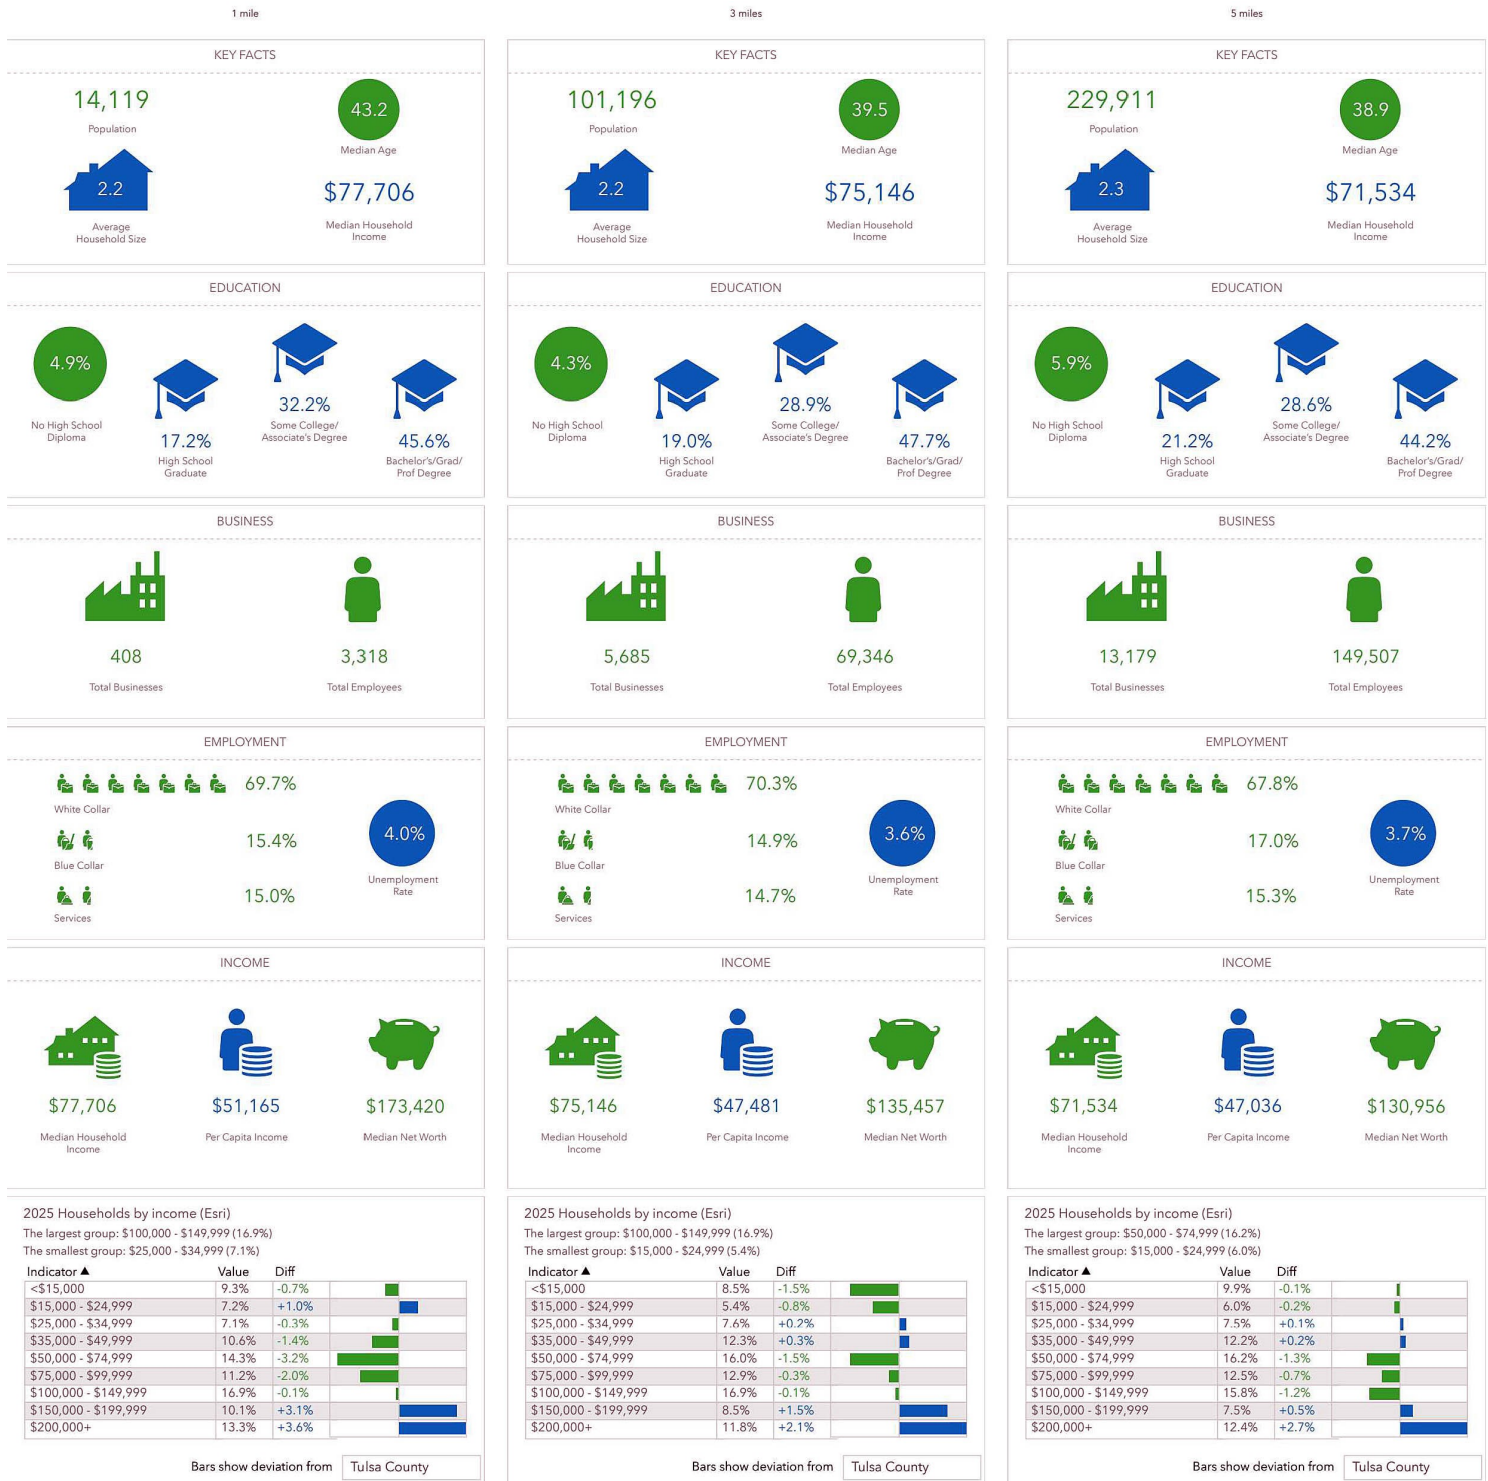 1 mile
3 miles
5 miles
KEY FACTS
14,119
Population
43.2
Median Age
2.2
Average
Household Size
$77,706
Median Household
Income
KEY FACTS
101,196
Population
39.5
Median Age
2.2
Average
Household Size
$75,146
Median Household
Income
KEY FACTS
229,911
Population
38.9
Median Age
2.3
Average
Household Size
$71,534
Median Household
Income
EDUCATION
4.9%
No High School
Diploma
17.2%
High School
Graduate
32.2%
Some College/
Associate's Degree
45.6%
Bachelor's/Grad/
Prof Degree
EDUCATION
4.3%
No High School
Diploma
19.0%
High School
Graduate
28.9%
Some College/
Associate's Degree
47.7%
Bachelor's/Grad/
Prof Degree
EDUCATION
5.9%
No High School
Diploma
21.2%
High School
Graduate
28.6%
Some College/
Associate's Degree
44.2%
Bachelor's/Grad/
Prof Degree
BUSINESS
408
Total Businesses
3,318
Total Employees
BUSINESS
5,685
Total Businesses
69,346
Total Employees
BUSINESS
13,179
Total Businesses
149,507
Total Employees
EMPLOYMENT
69.7%
White Collar
15.4%
Blue Collar
15.0%
Services
4.0%
Unemployment
Rate
EMPLOYMENT
70.3%
White Collar
14.9%
Blue Collar
14.7%
Services
3.6%
Unemployment
Rate
EMPLOYMENT
67.8%
White Collar
17.0%
Blue Collar
15.3%
Services
3.7%
Unemployment
Rate
INCOME
$77,706
Median Household
Income
$51,165
Per Capita Income
$173,420
Median Net Worth
INCOME
$75,146
Median Household
Income
$47,481
Per Capita Income
$135,457
Median Net Worth
INCOME
$71,534
Median Household
Income
$47,036
Per Capita Income
$130,956
Median Net Worth
2025 Households by income (Esri)
The largest group: $100,000 - $149,999 (16.9%)
The smallest group: $25,000 - $34,999 (7.1%)
Indicator ▲ Value Diff
<$15,000 9.3% -0.7%
$15,000 - $24,999 7.2% +1.0%
$25,000 - $34,999 7.1% -0.3%
$35,000 - $49,999 10.6% -1.4%
$50,000 - $74,999 14.3% -3.2%
$75,000 - $99,999 11.2% -2.0%
$100,000 - $149,999 16.9% -0.1%
$150,000 - $199,999 10.1% +3.1%
$200,000+ 13.3% +3.6%
Bars show deviation from Tulsa County
2025 Households by income (Esri)
The largest group: $100,000 - $149,999 (16.9%)
The smallest group: $15,000 - $24,999 (5.4%)
Indicator ▲ Value Diff
<$15,000 8.5% -1.5%
$15,000 - $24,999 5.4% -0.8%
$25,000 - $34,999 7.6% +0.2%
$35,000 - $49,999 12.3% +0.3%
$50,000 - $74,999 16.0% -1.5%
$75,000 - $99,999 12.9% -0.3%
$100,000 - $149,999 16.9% -0.1%
$150,000 - $199,999 8.5% +1.5%
$200,000+ 11.8% +2.1%
Bars show deviation from Tulsa County
2025 Households by income (Esri)
The largest group: $50,000 - $74,999 (16.2%)
The smallest group: $15,000 - $24,999 (6.0%)
Indicator ▲ Value Diff
<$15,000 9.9% -0.1%
$15,000 - $24,999 6.0% -0.2%
$25,000 - $34,999 7.5% +0.1%
$35,000 - $49,999 12.2% +0.2%
$50,000 - $74,999 16.2% -1.3%
$75,000 - $99,999 12.5% -0.7%
$100,000 - $149,999 15.8% -1.2%
$150,000 - $199,999 7.5% +0.5%
$200,000+ 12.4% +2.7%
Bars show deviation from Tulsa County